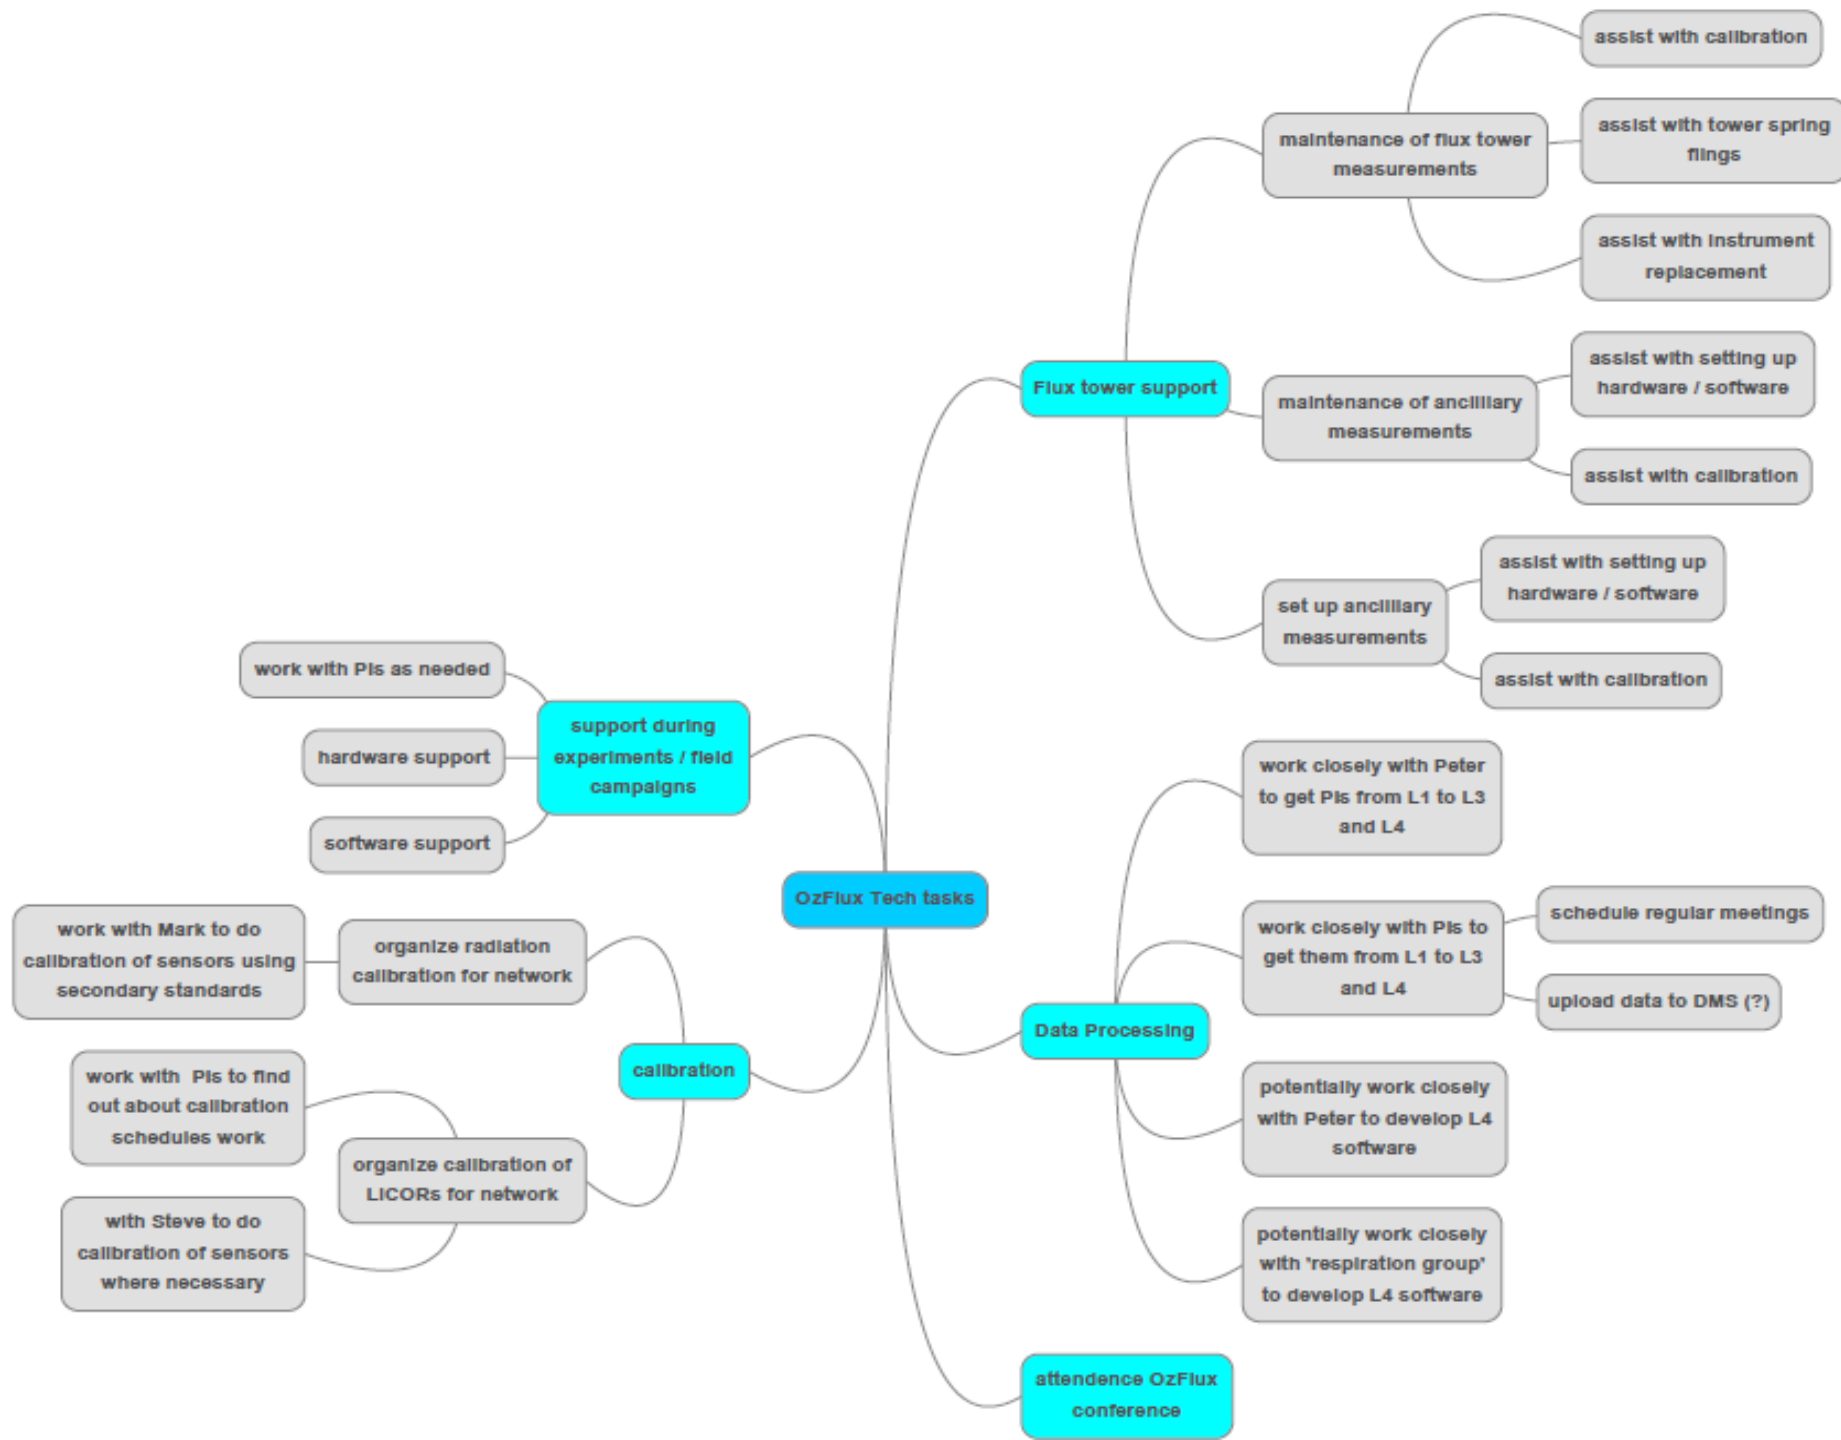 assist with calibration
assist with tower spring
flings
maintenance of flux tower
measurements
assist with instrument
replacement
assist with setting up
hardware / software
Flux tower support
maintenance of ancilliary
measurements
assist with calibration
assist with setting up
hardware / software
set up ancilliary
measurements
assist with calibration
work with PIs as needed
support during
experiments / field
campaigns
hardware support
software support
work closely with Peter
to get PIs from L1 to L3
and L4
OzFlux Tech tasks
work with Mark to do
calibration of sensors using
secondary standards
organize radiation
calibration for network
work closely with PIs to
get them from L1 to L3
and L4
schedule regular meetings
upload data to DMS (?)
Data Processing
calibration
work with  PIs to find
out about calibration
schedules work
potentially work closely
with Peter to develop L4
software
organize calibration of
LICORs for network
with Steve to do
calibration of sensors
where necessary
potentially work closely
with 'respiration group'
to develop L4 software
attendence OzFlux
conference